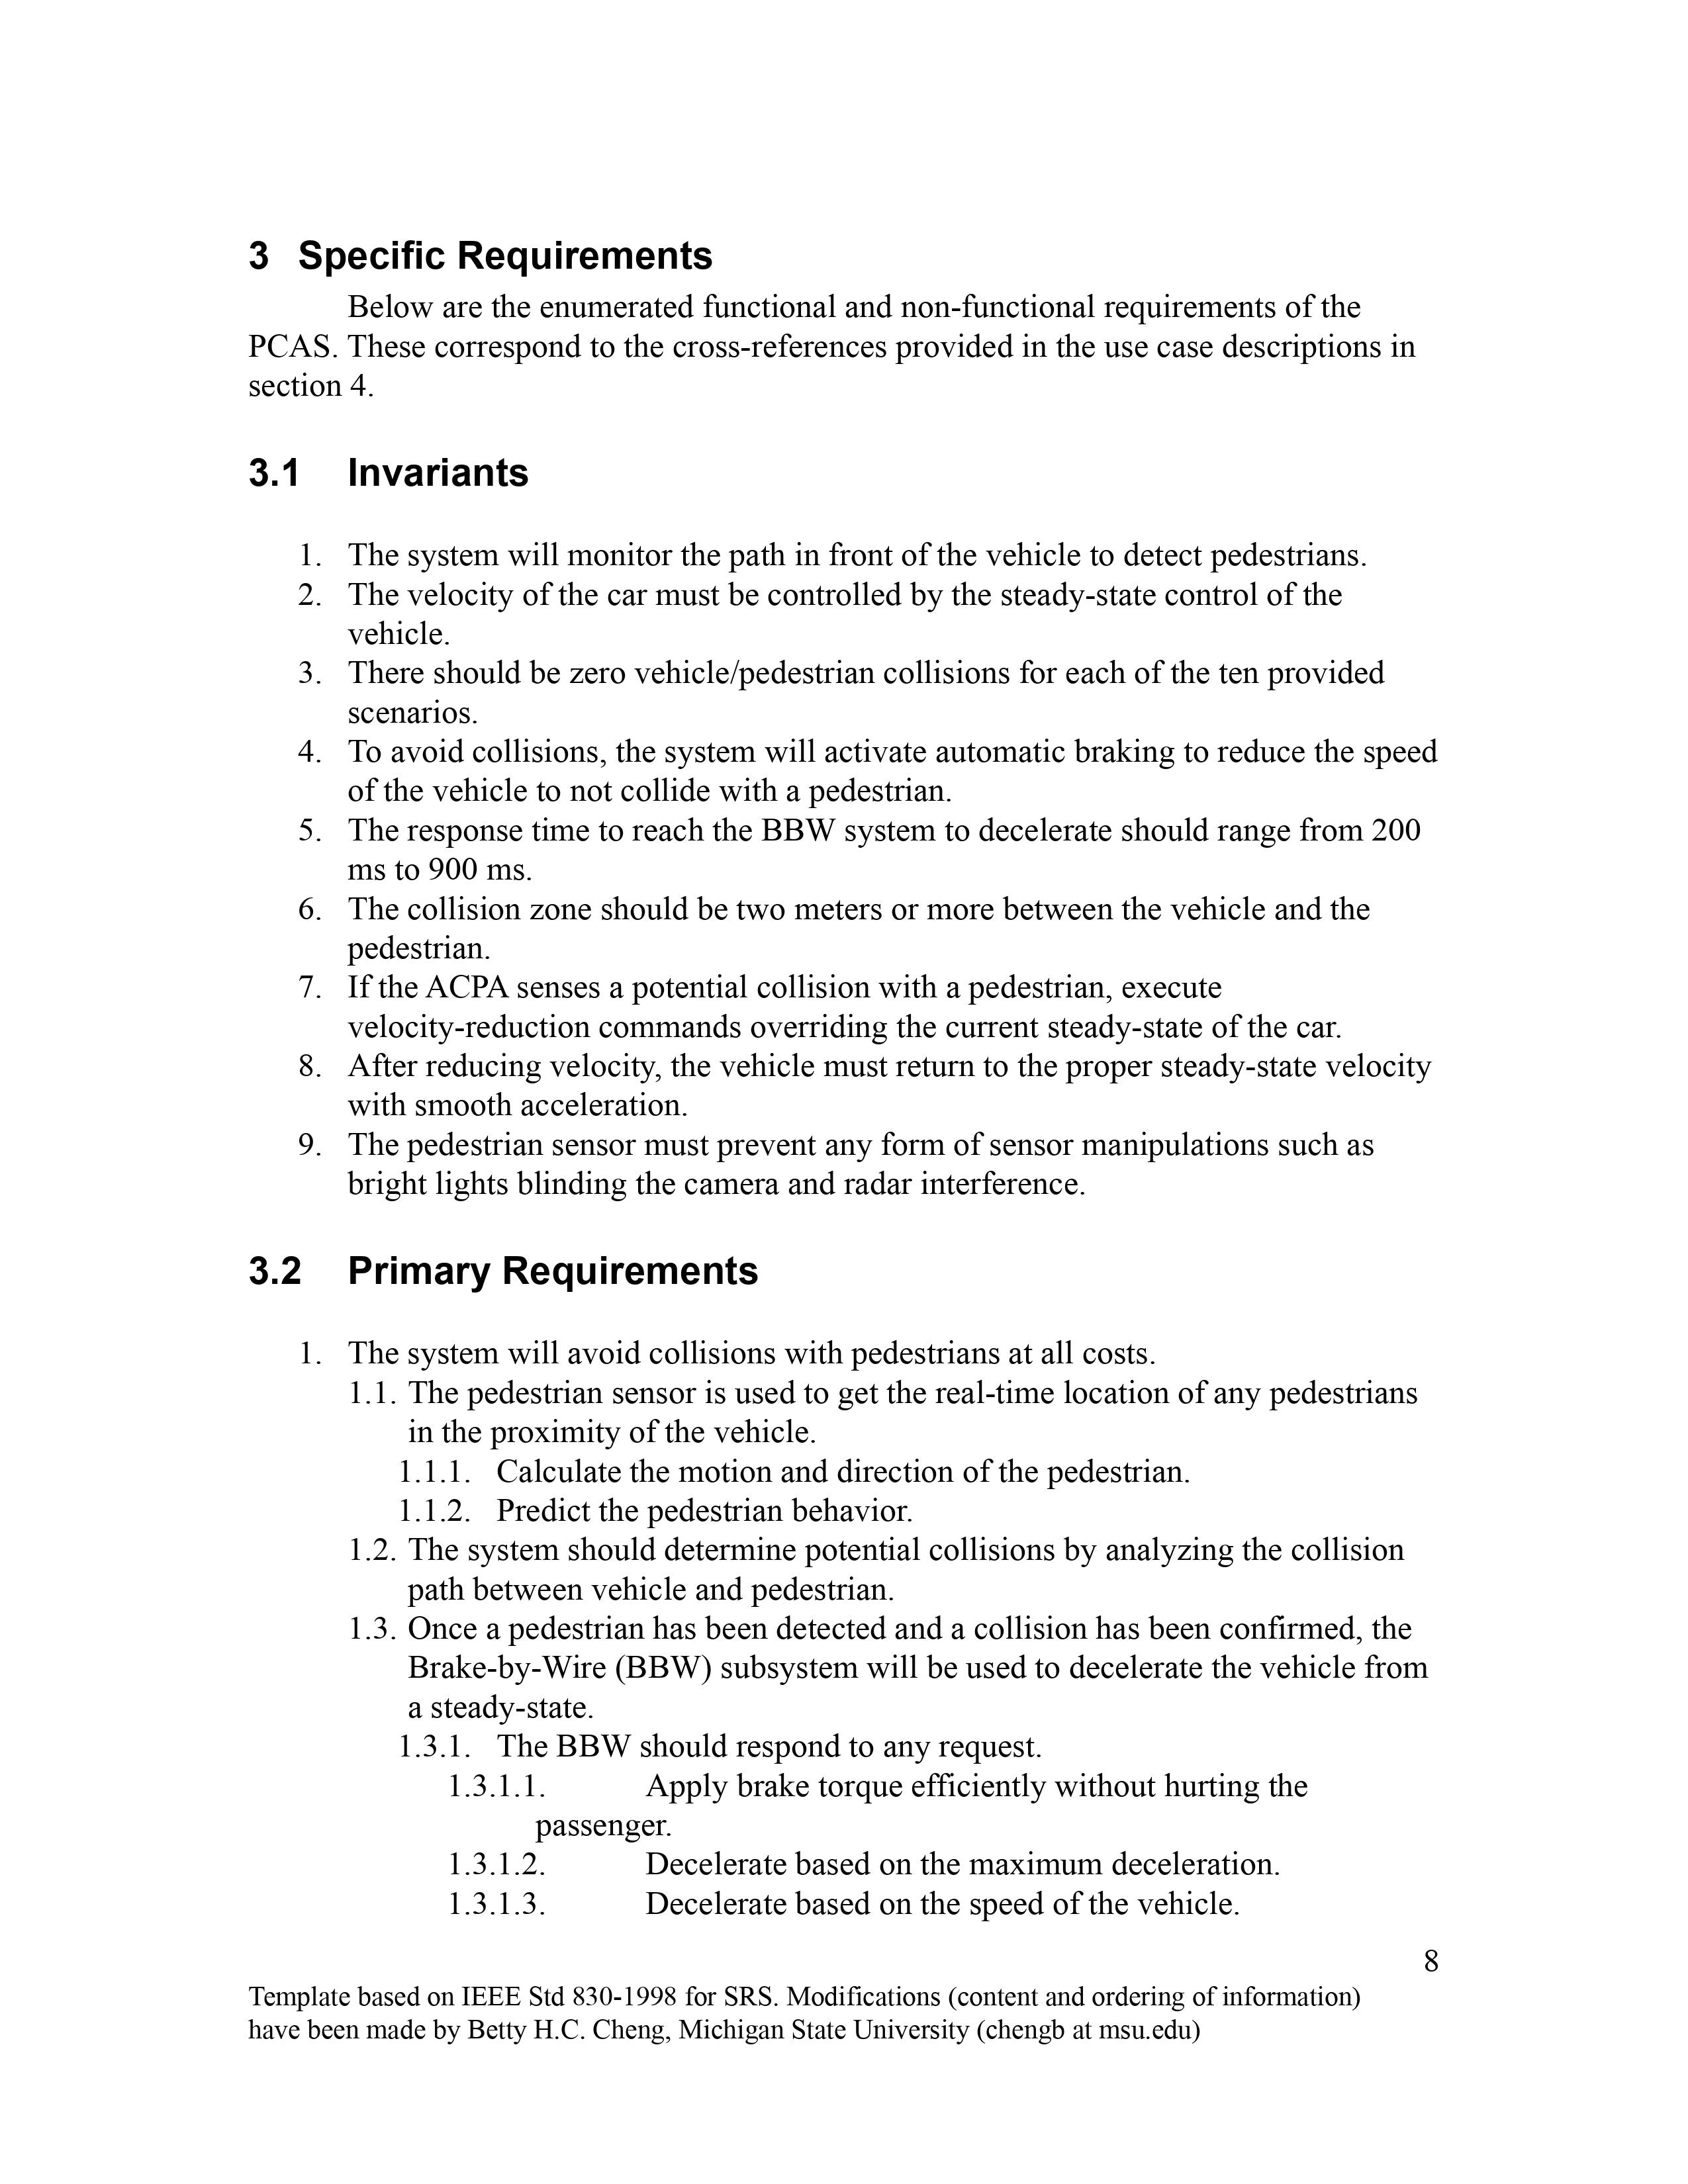 3 Specific Requirements
Below are the enumerated functional and non-functional requirements of the
PCAS. These correspond to the cross-references provided in the use case descriptions in
section 4.
3.1 Invariants
1. The system will monitor the path in front of the vehicle to detect pedestrians.
2. The velocity of the car must be controlled by the steady-state control of the
vehicle.
3. There should be zero vehicle/pedestrian collisions for each of the ten provided
scenarios.
4. To avoid collisions, the system will activate automatic braking to reduce the speed
of the vehicle to not collide with a pedestrian.
5. The response time to reach the BBW system to decelerate should range from 200
ms to 900 ms.
6. The collision zone should be two meters or more between the vehicle and the
pedestrian.
7. If the ACPA senses a potential collision with a pedestrian, execute
velocity-reduction commands overriding the current steady-state of the car.
8. After reducing velocity, the vehicle must return to the proper steady-state velocity
with smooth acceleration.
9. The pedestrian sensor must prevent any form of sensor manipulations such as
bright lights blinding the camera and radar interference.
3.2 Primary Requirements
1. The system will avoid collisions with pedestrians at all costs.
1.1. The pedestrian sensor is used to get the real-time location of any pedestrians
in the proximity of the vehicle.
1.1.1. Calculate the motion and direction of the pedestrian.
1.1.2. Predict the pedestrian behavior.
1.2. The system should determine potential collisions by analyzing the collision
path between vehicle and pedestrian.
1.3. Once a pedestrian has been detected and a collision has been confirmed, the
Brake-by-Wire (BBW) subsystem will be used to decelerate the vehicle from
a steady-state.
1.3.1. The BBW should respond to any request.
1.3.1.1. Apply brake torque efficiently without hurting the
passenger.
1.3.1.2. Decelerate based on the maximum deceleration.
1.3.1.3. Decelerate based on the speed of the vehicle.
8
Template based on IEEE Std 830-1998 for SRS. Modifications (content and ordering of information)
have been made by Betty H.C. Cheng, Michigan State University (chengb at msu.edu)